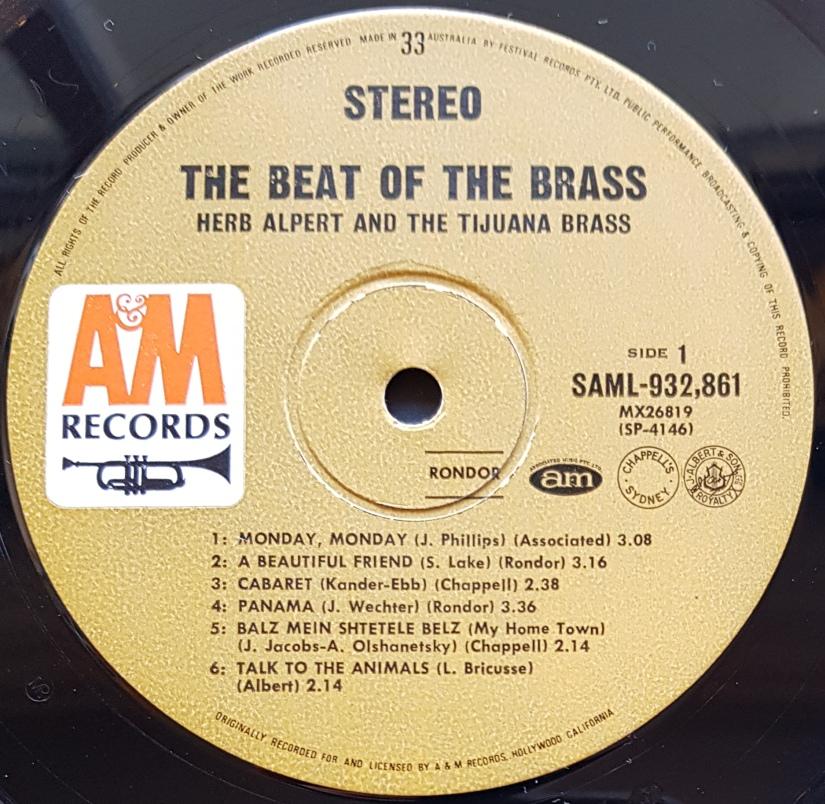 ALL RIGHTS OF THE RECORD PRODUCER & OWNER OF THE WORK RECORDED RESERVED MADE IN AUSTRALIA BY FESTIVAL RECORDS PTY. LTD. PUBLIC PERFORMANCE BROADCASTING & COPYING OF THIS RECORD PROHIBITED.
33
STEREO
THE BEAT OF THE BRASS
HERB ALPERT AND THE TIJUANA BRASS
A&M
RECORDS
SIDE 1
SAML-932,861
MX26819
(SP-4146)
RONDOR
ASSOCIATED MUSIC PTY. LTD.
am
CHAPPELL'S
SYDNEY
J. ALBERT & SON
ROYALTY
1: MONDAY, MONDAY (J. Phillips) (Associated) 3.08
2: A BEAUTIFUL FRIEND (S. Lake) (Rondor) 3.16
3: CABARET (Kander-Ebb) (Chappell) 2.38
4: PANAMA (J. Wechter) (Rondor) 3.36
5: BALZ MEIN SHTETELE BELZ (My Home Town)
(J. Jacobs-A. Olshanetsky) (Chappell) 2.14
6: TALK TO THE ANIMALS (L. Bricusse)
(Albert) 2.14
ORIGINALLY RECORDED FOR AND LICENSED BY A & M RECORDS, HOLLYWOOD CALIFORNIA